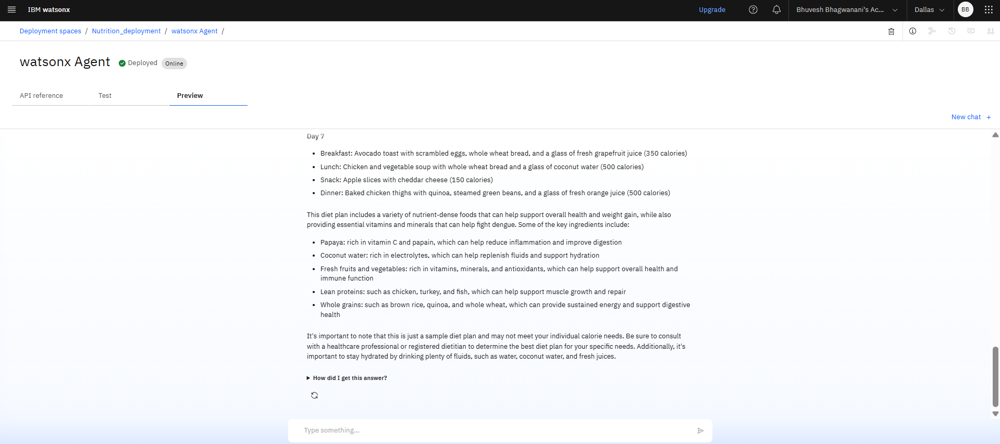 IBM watsonx
Upgrade
Bhuvesh Bhagwanani's Ac...
Dallas
BB
Deployment spaces / Nutrition_deployment / watsonx Agent /
watsonx Agent
Deployed
Online
API reference
Test
Preview
New chat +
Day 7
• Breakfast: Avocado toast with scrambled eggs, whole wheat bread, and a glass of fresh grapefruit juice (350 calories)
• Lunch: Chicken and vegetable soup with whole wheat bread and a glass of coconut water (500 calories)
• Snack: Apple slices with cheddar cheese (150 calories)
• Dinner: Baked chicken thighs with quinoa, steamed green beans, and a glass of fresh orange juice (500 calories)
This diet plan includes a variety of nutrient-dense foods that can help support overall health and weight gain, while also
providing essential vitamins and minerals that can help fight dengue. Some of the key ingredients include:
• Papaya: rich in vitamin C and papain, which can help reduce inflammation and improve digestion
• Coconut water: rich in electrolytes, which can help replenish fluids and support hydration
• Fresh fruits and vegetables: rich in vitamins, minerals, and antioxidants, which can help support overall health and
immune function
• Lean proteins: such as chicken, turkey, and fish, which can help support muscle growth and repair
• Whole grains: such as brown rice, quinoa, and whole wheat, which can provide sustained energy and support digestive
health
It's important to note that this is just a sample diet plan and may not meet your individual calorie needs. Be sure to consult
with a healthcare professional or registered dietitian to determine the best diet plan for your specific needs. Additionally, it's
important to stay hydrated by drinking plenty of fluids, such as water, coconut water, and fresh juices.
How did I get this answer?
Type something...